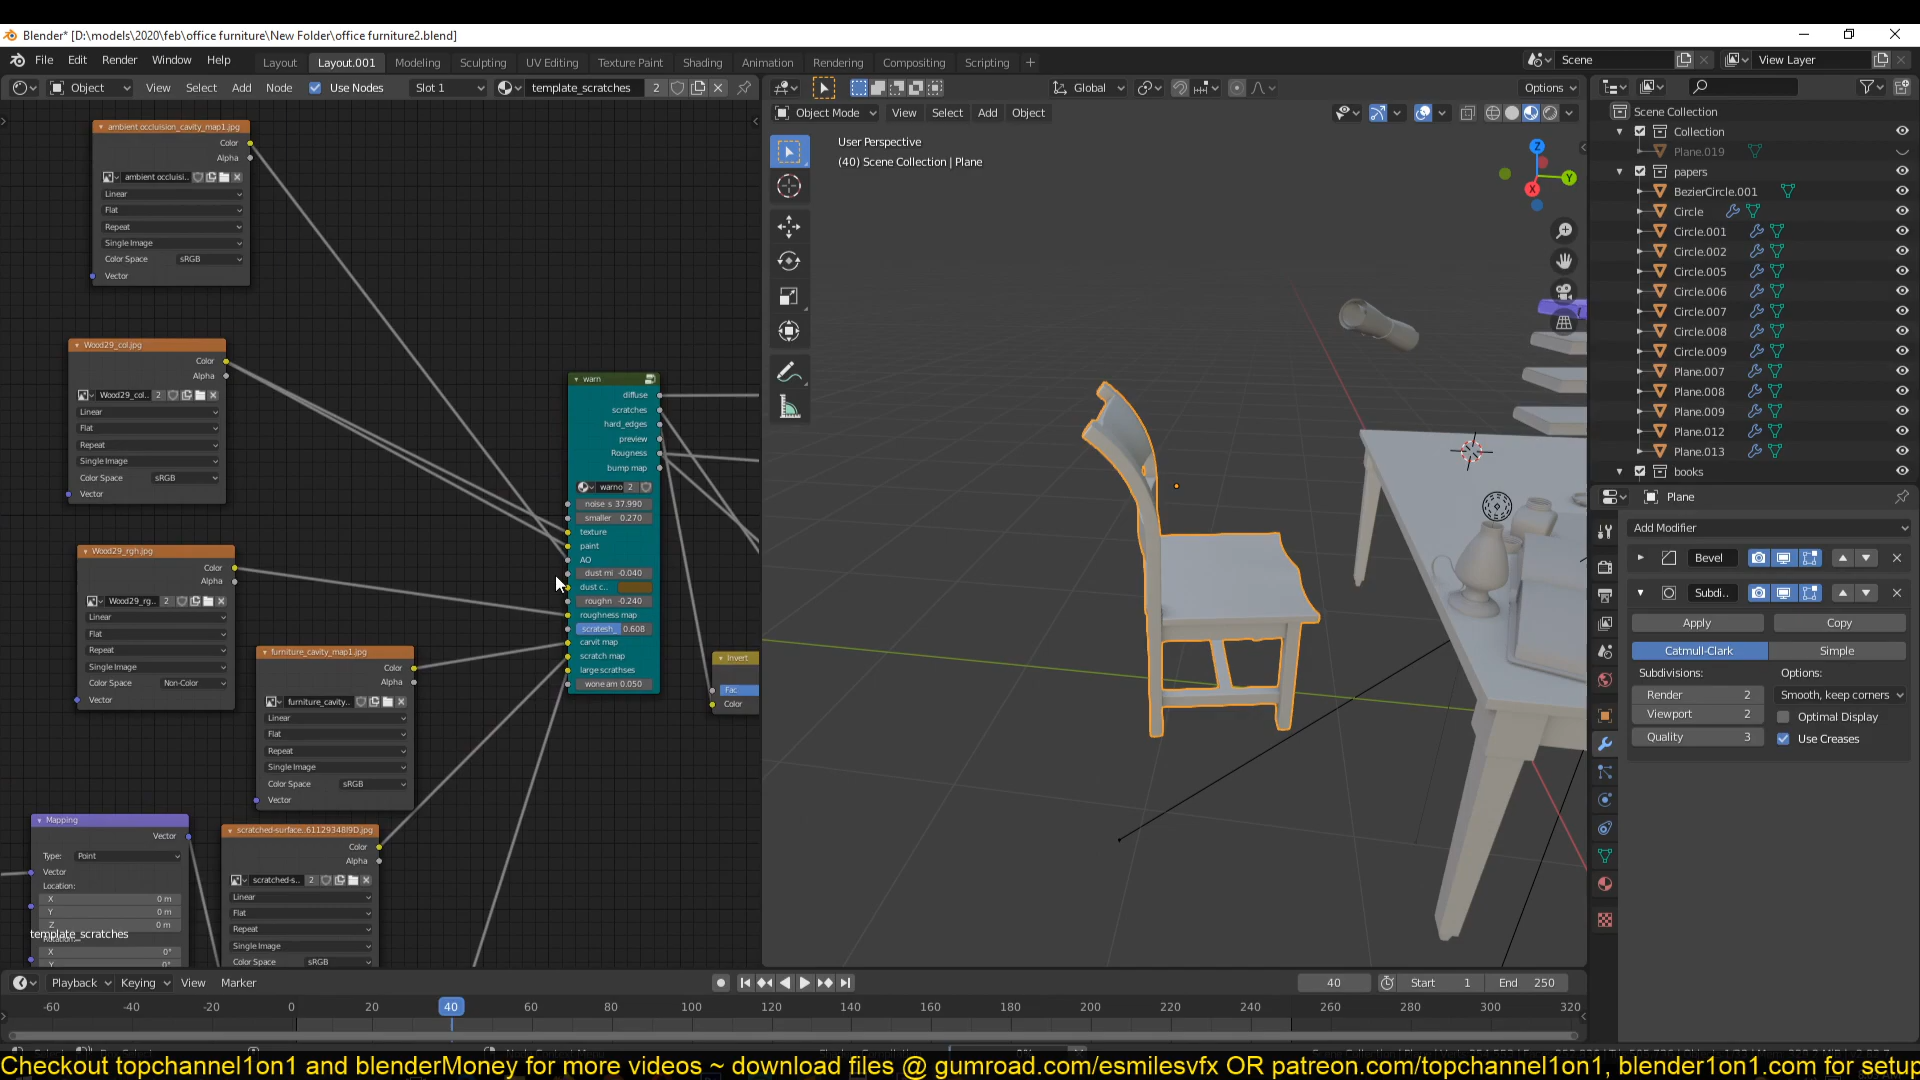 Blender* [D:\models\2020\feb\office furniture\New Folder\office furniture2.blend]
File Edit Render Window Help Layout Layout.001 Modeling Sculpting UV Editing Texture Paint Shading Animation Rendering Compositing Scripting + Scene View Layer
Object View Select Add Node Use Nodes Slot 1 template_scratches 2 Global Options
Object Mode View Select Add Object
User Perspective
(40) Scene Collection | Plane
ambient occluision_cavity_map1.jpg
Color
Alpha
ambient occluisi..
Linear
Flat
Repeat
Single Image
Color Space sRGB
Vector
Wood29_col.jpg
Color
Alpha
Wood29_col.. 2
Linear
Flat
Repeat
Single Image
Color Space sRGB
Vector
Wood29_rgh.jpg
Color
Alpha
Wood29_rg.. 2
Linear
Flat
Repeat
Single Image
Color Space Non-Color
Vector
furniture_cavity_map1.jpg
Color
Alpha
furniture_cavity..
Linear
Flat
Repeat
Single Image
Color Space sRGB
Vector
Mapping
Vector
Type: Point
Vector
Location:
X 0 m
Y 0 m
Z 0 m
template_scratches
X 0°
Y 0°
scratched-surface..61129348I9D.jpg
Color
Alpha
scratched-s.. 2
Linear
Flat
Repeat
Single Image
Color Space sRGB
warn
diffuse
scratches
hard_edges
preview
Rougness
bump map
warno 2
noise s 37.990
smaller 0.270
texture
paint
AO
dust mi -0.040
dust c..
roughn -0.240
roughness map
scratesh_ 0.608
carvit map
scratch map
large scrathses
wone am 0.050
Invert
Fac
Color
Z
Y
X
Scene Collection
Collection
Plane.019
papers
BezierCircle.001
Circle
Circle.001
Circle.002
Circle.005
Circle.006
Circle.007
Circle.008
Circle.009
Plane.007
Plane.008
Plane.009
Plane.012
Plane.013
books
Plane
Add Modifier
Bevel
Subdi..
Apply Copy
Catmull-Clark Simple
Subdivisions: Options:
Render 2 Smooth, keep corners
Viewport 2 Optimal Display
Quality 3 Use Creases
Playback Keying View Marker 40 Start 1 End 250
-60 -40 -20 0 20 40 60 80 100 120 140 160 180 200 220 240 260 280 300 320
Checkout topchannel1on1 and blenderMoney for more videos ~ download files @ gumroad.com/esmilesvfx OR patreon.com/topchannel1on1, blender1on1.com for setup